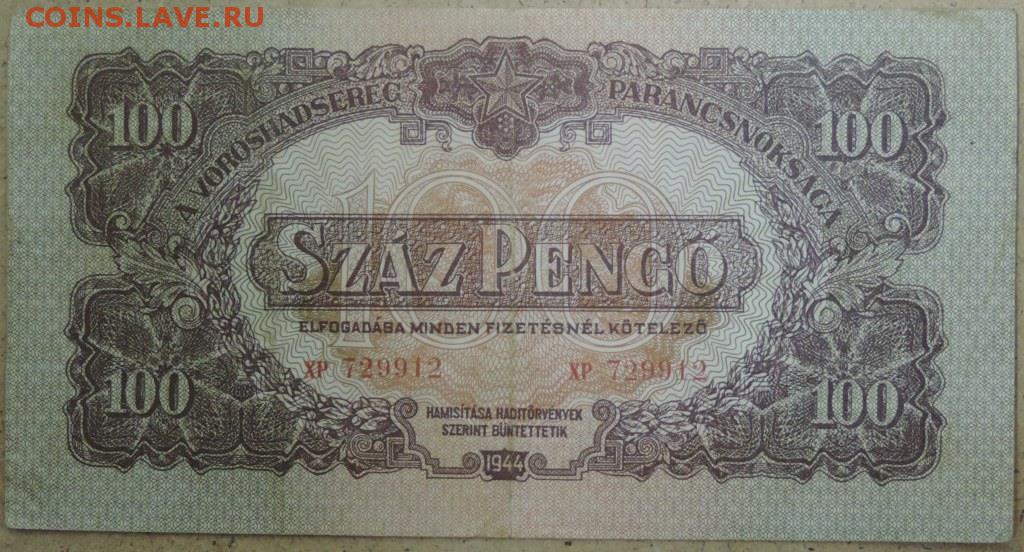 COINS.LAVE.RU
A VÖRÖSHADSEREG PARANCSNOKSÁGA
100 100
100
SZÁZ PENGŐ
ELFOGADÁSA MINDEN FIZETÉSNÉL KÖTELEZŐ
XP 729912 XP 729912
100 100
HAMISÍTÁSA HADITÖRVÉNYEK
SZERINT BÜNTETTETIK
1944